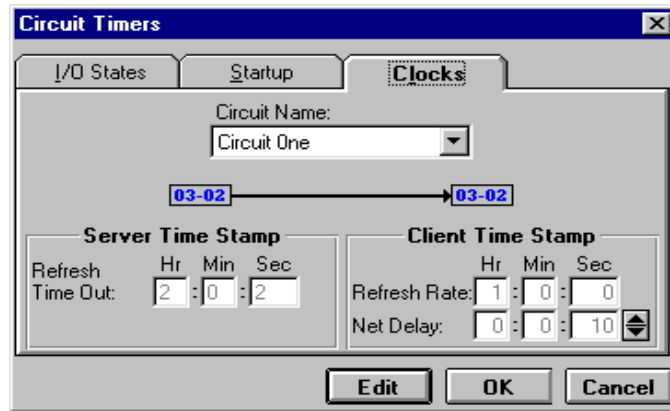 Circuit Timers
I/O States Startup Clocks
Circuit Name:
Circuit One
03-02 03-02
Server Time Stamp
Hr Min Sec
Refresh
Time Out: 2 : 0 : 2
Client Time Stamp
Hr Min Sec
Refresh Rate: 1 : 0 : 0
Net Delay: 0 : 0 : 10
Edit OK Cancel